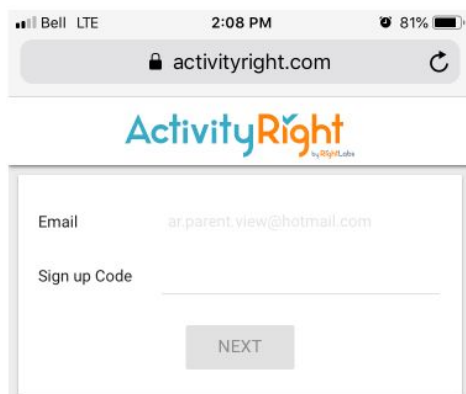 Bell LTE 2:08 PM 81%
activityright.com
ActivityRight
by RightLabs
Email ar.parent.view@hotmail.com
Sign up Code
NEXT